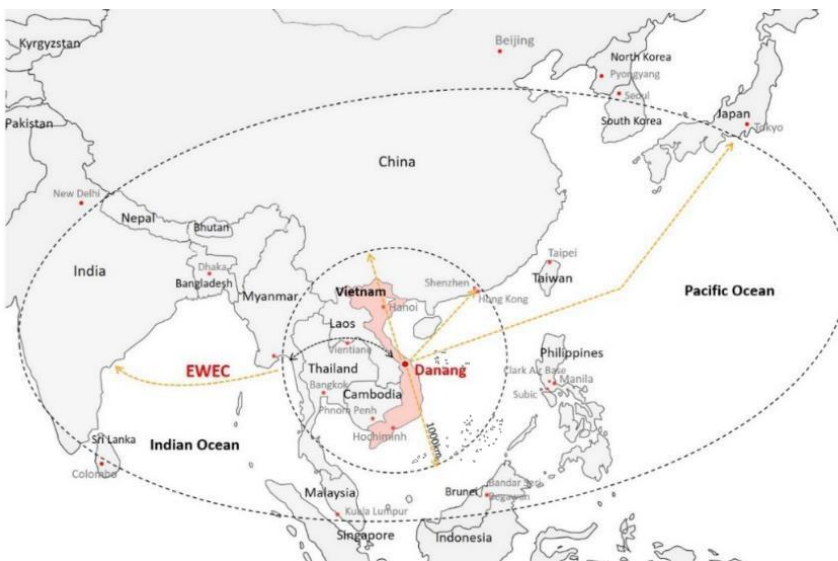 Kyrgyzstan
Beijing
North Korea
Pyongyang
Seoul
South Korea
Japan
Tokyo
Pakistan
China
New Delhi
Nepal
Bhutan
India
Dhaka
Bangladesh
Myanmar
Taipei
Taiwan
Shenzhen
Hong Kong
Vietnam
Hanoi
Pacific Ocean
Laos
Vientiane
EWEC
Thailand
Danang
Philippines
Clark Air Base
Manila
Subic
Bangkok
Cambodia
Phnom Penh
Hochiminh
1000km
Sri Lanka
Colombo
Indian Ocean
Malaysia
Kuala Lumpur
Singapore
Brunei
Bandar Seri
Begawan
Indonesia